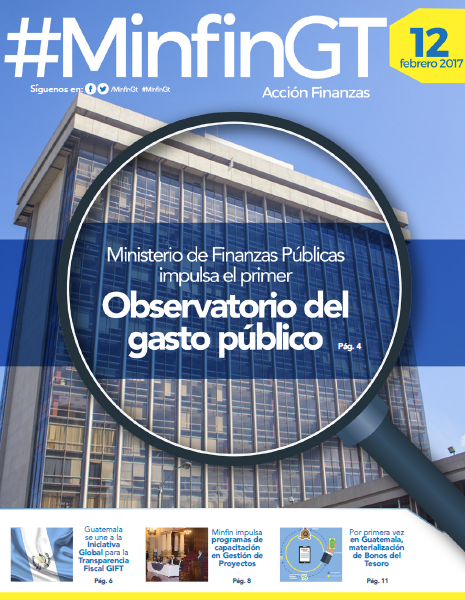 #MinfinGT
12
febrero 2017
Síguenos en: /MinfinGt #MinfinGt
Acción Finanzas
Ministerio de Finanzas Públicas
impulsa el primer
Observatorio del
gasto público Pág. 4
Guatemala
se une a la
Iniciativa
Global para la
Transparencia
Fiscal GIFT
Pág. 6
Minfin impulsa
programas de
capacitación
en Gestión de
Proyectos
Pág. 8
Por primera vez
en Guatemala,
materialización
de Bonos del
Tesoro
Pág. 11